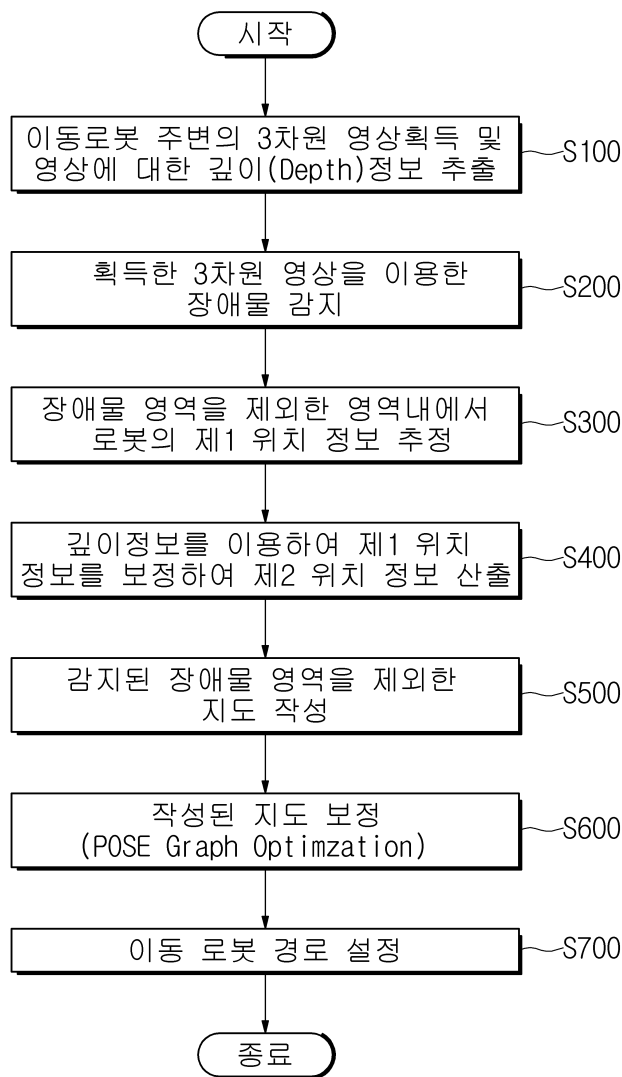 시작
이동로봇 주변의 3차원 영상획득 및
영상에 대한 깊이(Depth)정보 추출
S100
획득한 3차원 영상을 이용한
장애물 감지
S200
장애물 영역을 제외한 영역내에서
로봇의 제1 위치 정보 추정
S300
깊이정보를 이용하여 제1 위치
정보를 보정하여 제2 위치 정보 산출
S400
감지된 장애물 영역을 제외한
지도 작성
S500
작성된 지도 보정
(POSE Graph Optimzation)
S600
이동 로봇 경로 설정
S700
종료